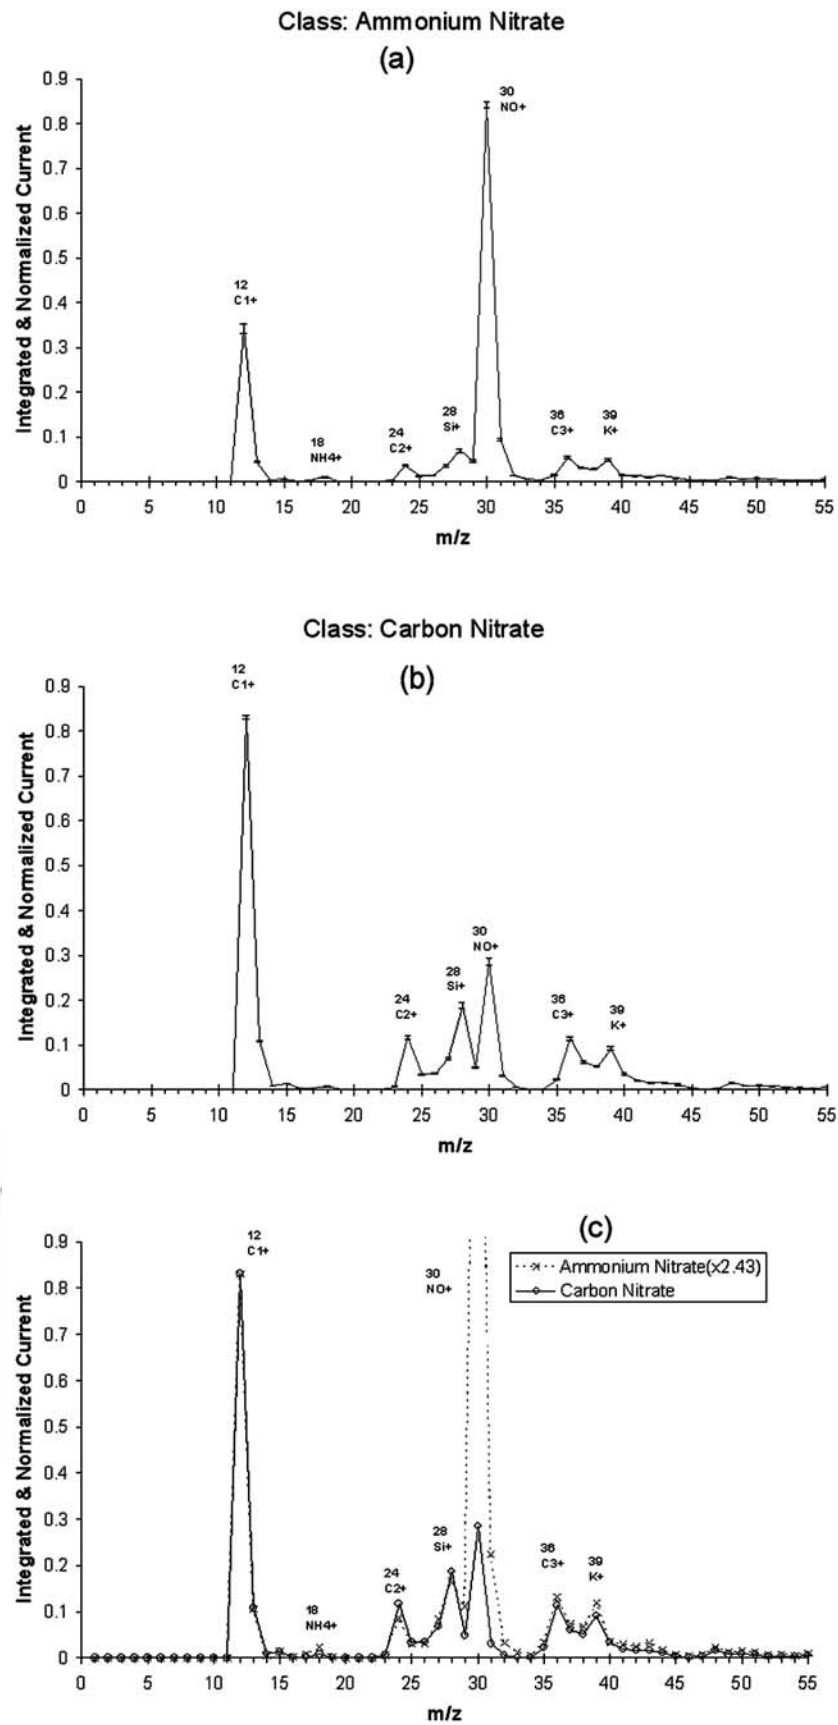 Class: Ammonium Nitrate
(a)
Integrated & Normalized Current
0.9
0.8
0.7
0.6
0.5
0.4
0.3
0.2
0.1
0
30
NO+
12
C1+
18
NH4+
24
C2+
28
Si+
36
C3+
39
K+
0 5 10 15 20 25 30 35 40 45 50 55
m/z
Class: Carbon Nitrate
(b)
Integrated & Normalized Current
0.9
0.8
0.7
0.6
0.5
0.4
0.3
0.2
0.1
0
12
C1+
24
C2+
28
Si+
30
NO+
36
C3+
39
K+
0 5 10 15 20 25 30 35 40 45 50 55
m/z
(c)
Integrated & Normalized Current
0.9
0.8
0.7
0.6
0.5
0.4
0.3
0.2
0.1
0
12
C1+
30
NO+
Ammonium Nitrate(x2.43)
Carbon Nitrate
18
NH4+
24
C2+
28
Si+
36
C3+
39
K+
0 5 10 15 20 25 30 35 40 45 50 55
m/z